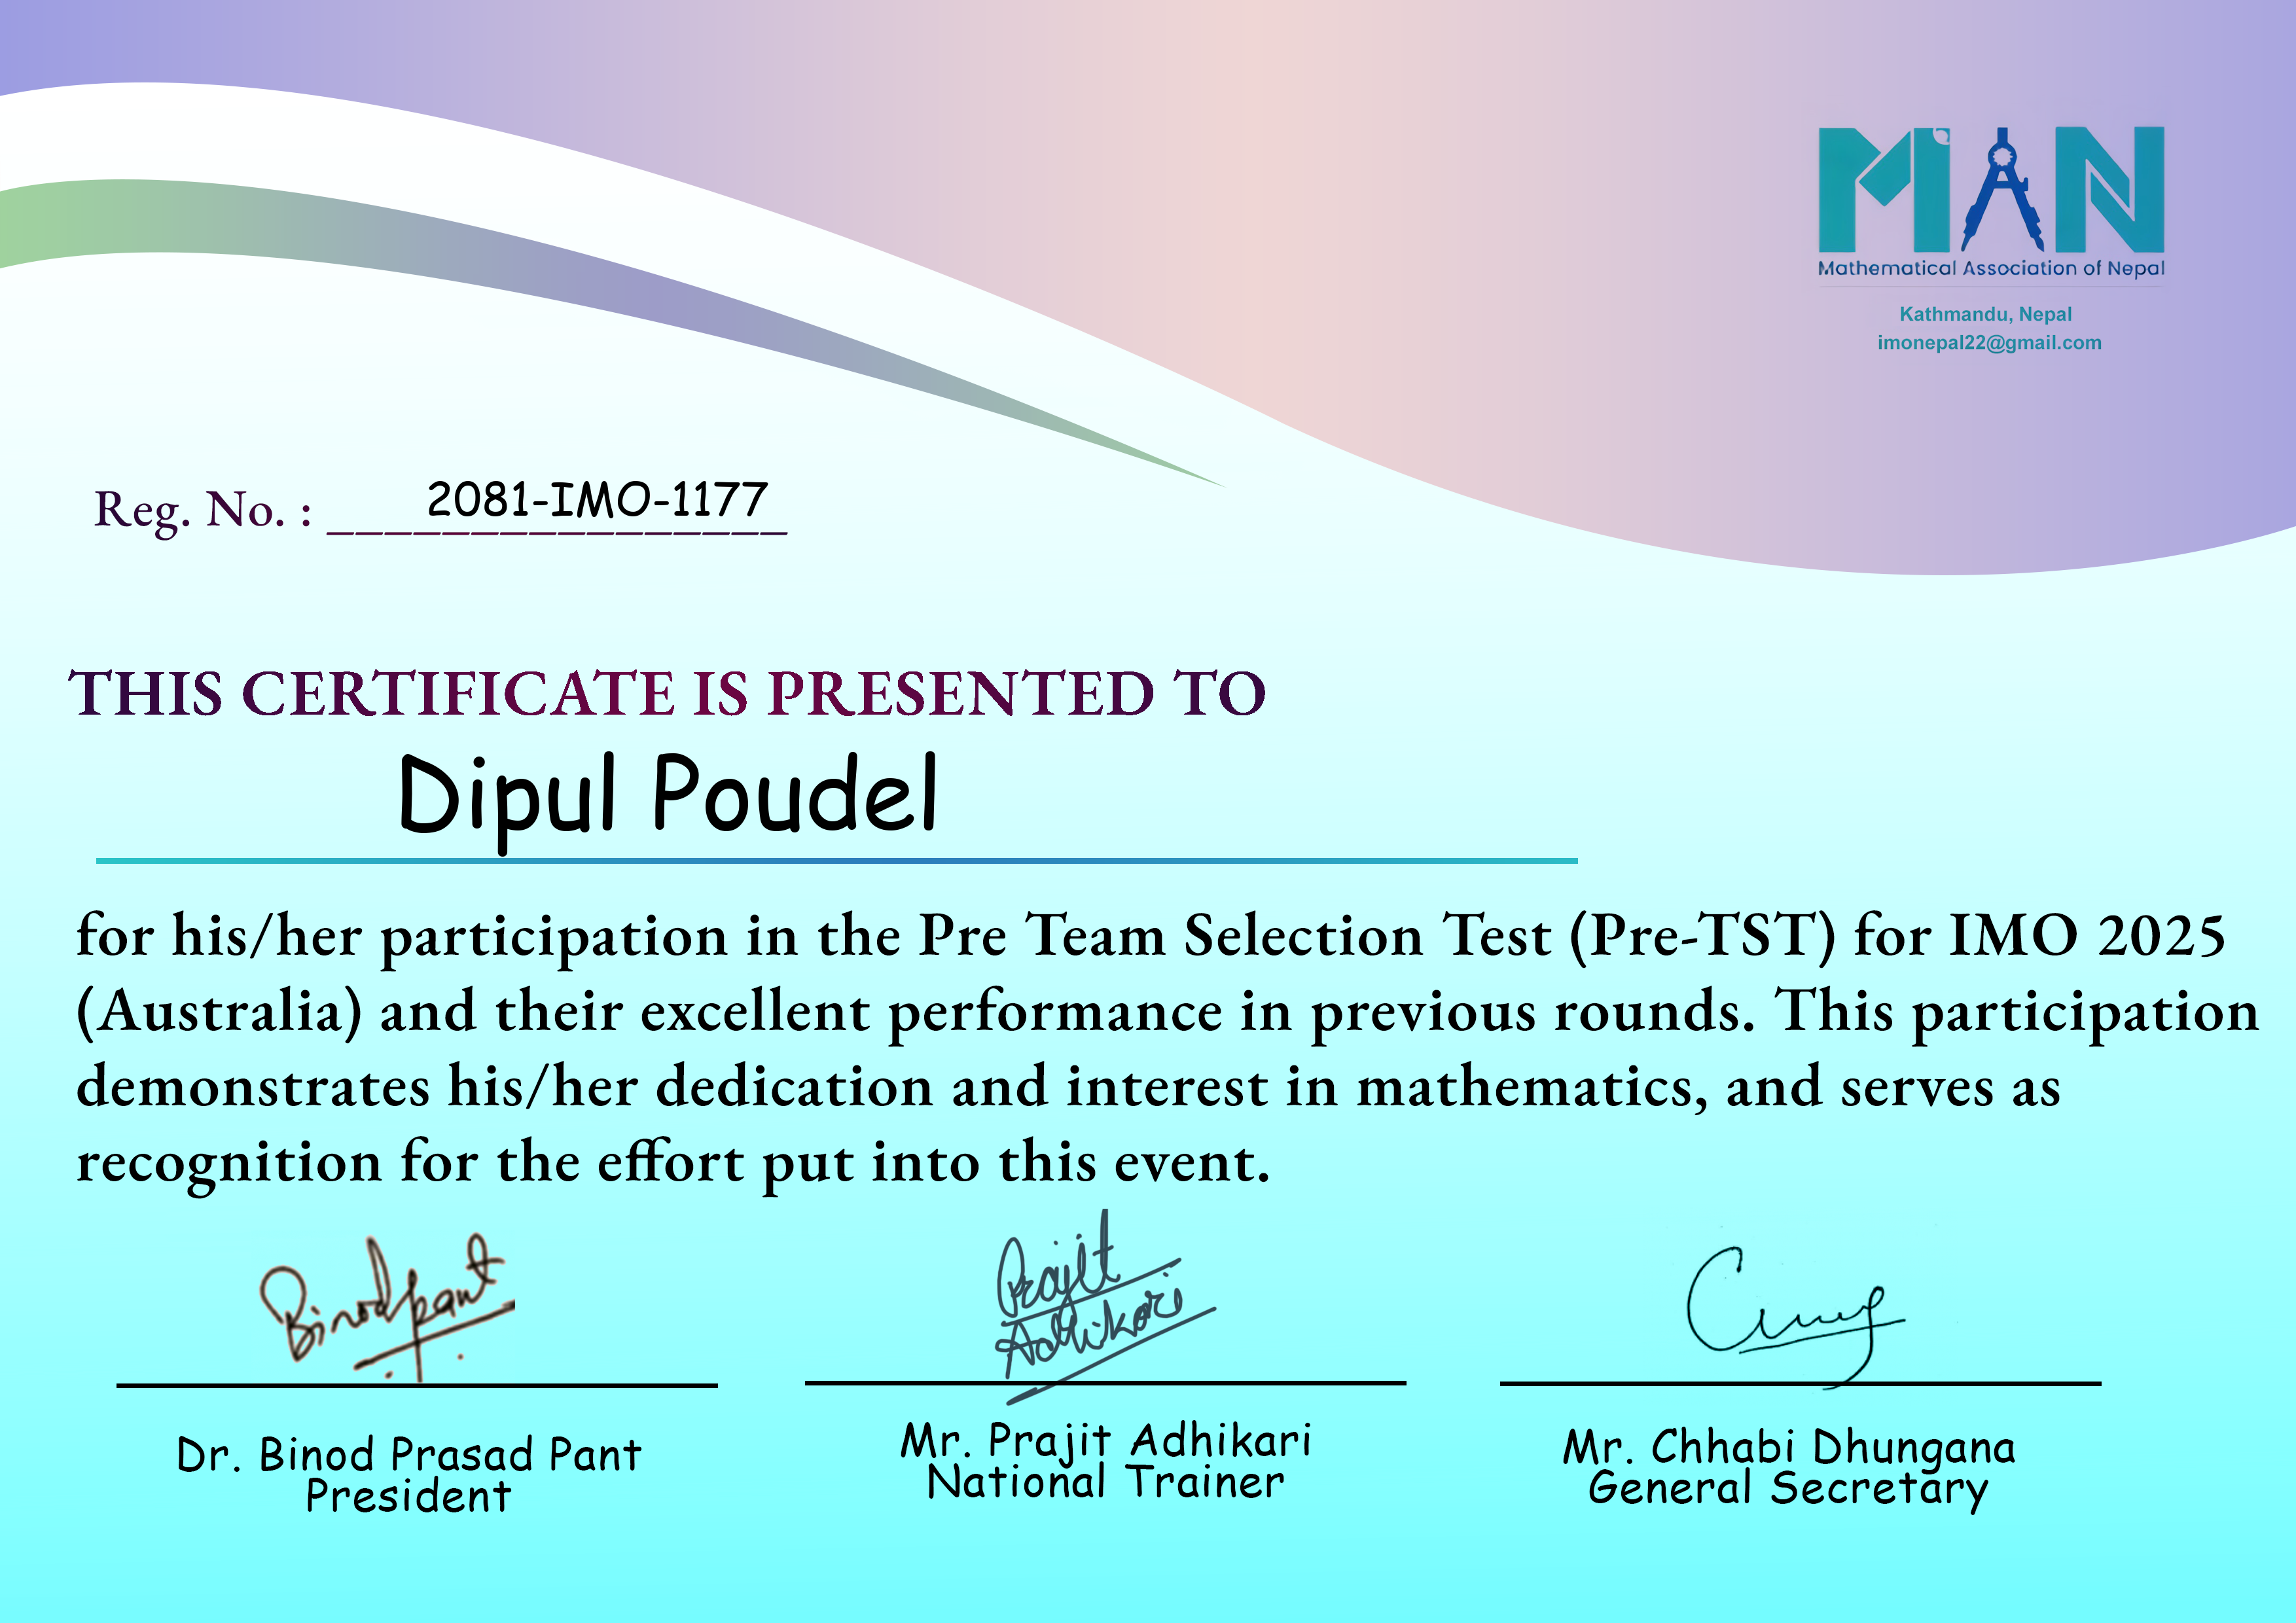 MAN
Mathematical Association of Nepal
Kathmandu, Nepal
imonepal22@gmail.com
Reg. No. : 2081-IMO-1177
THIS CERTIFICATE IS PRESENTED TO
Dipul Poudel
for his/her participation in the Pre Team Selection Test (Pre-TST) for IMO 2025
(Australia) and their excellent performance in previous rounds. This participation
demonstrates his/her dedication and interest in mathematics, and serves as
recognition for the effort put into this event.
Binod pant
Prajit
Adhikari
Dr. Binod Prasad Pant
President
Mr. Prajit Adhikari
National Trainer
Mr. Chhabi Dhungana
General Secretary